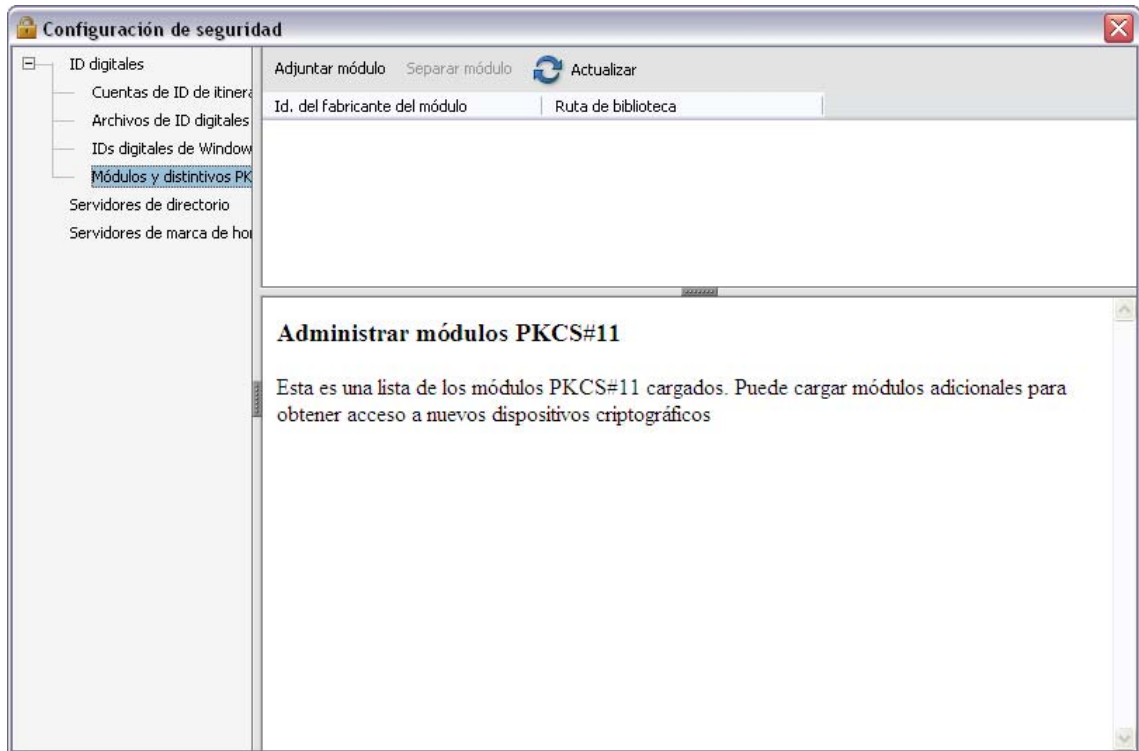 Configuración de seguridad
ID digitales
Cuentas de ID de itinera
Archivos de ID digitales
IDs digitales de Window
Módulos y distintivos PK
Servidores de directorio
Servidores de marca de hor
Adjuntar módulo Separar módulo Actualizar
Id. del fabricante del módulo Ruta de biblioteca
Administrar módulos PKCS#11
Esta es una lista de los módulos PKCS#11 cargados. Puede cargar módulos adicionales para
obtener acceso a nuevos dispositivos criptográficos